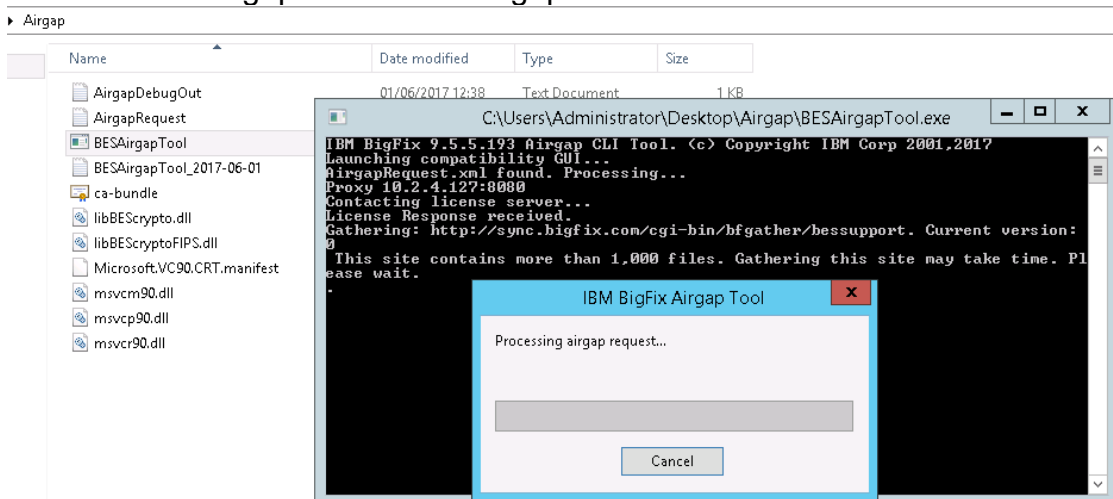 Airgap
Name Date modified Type Size
AirgapDebugOut 01/06/2017 12:38 Text Document 1 KB
AirgapRequest
BESAirgapTool
BESAirgapTool_2017-06-01
ca-bundle
libBEScrypto.dll
libBEScryptoFIPS.dll
Microsoft.VC90.CRT.manifest
msvcm90.dll
msvcp90.dll
msvcr90.dll
C:\Users\Administrator\Desktop\Airgap\BESAirgapTool.exe
IBM BigFix 9.5.5.193 Airgap CLI Tool. (c) Copyright IBM Corp 2001,2017
Launching compatibility GUI...
AirgapRequest.xml found. Processing...
Proxy 10.2.4.127:8080
Contacting license server...
License Response received.
Gathering: http://sync.bigfix.com/cgi-bin/bfgather/bessupport. Current version:
0
This site contains more than 1,000 files. Gathering this site may take time. Pl
ease wait.
.
IBM BigFix Airgap Tool
Processing airgap request...
Cancel